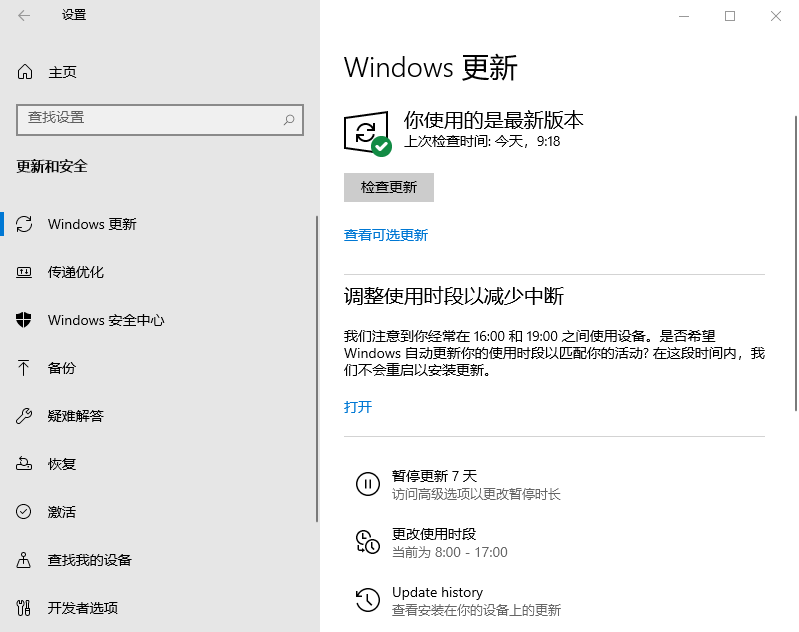 设置
主页
查找设置
更新和安全
Windows 更新
传递优化
Windows 安全中心
备份
疑难解答
恢复
激活
查找我的设备
开发者选项
Windows 更新
你使用的是最新版本
上次检查时间: 今天，9:18
检查更新
查看可选更新
调整使用时段以减少中断
我们注意到你经常在 16:00 和 19:00 之间使用设备。是否希望
Windows 自动更新你的使用时段以匹配你的活动? 在这段时间内，我
们不会重启以安装更新。
打开
暂停更新 7 天
访问高级选项以更改暂停时长
更改使用时段
当前为 8:00 - 17:00
Update history
查看安装在你的设备上的更新